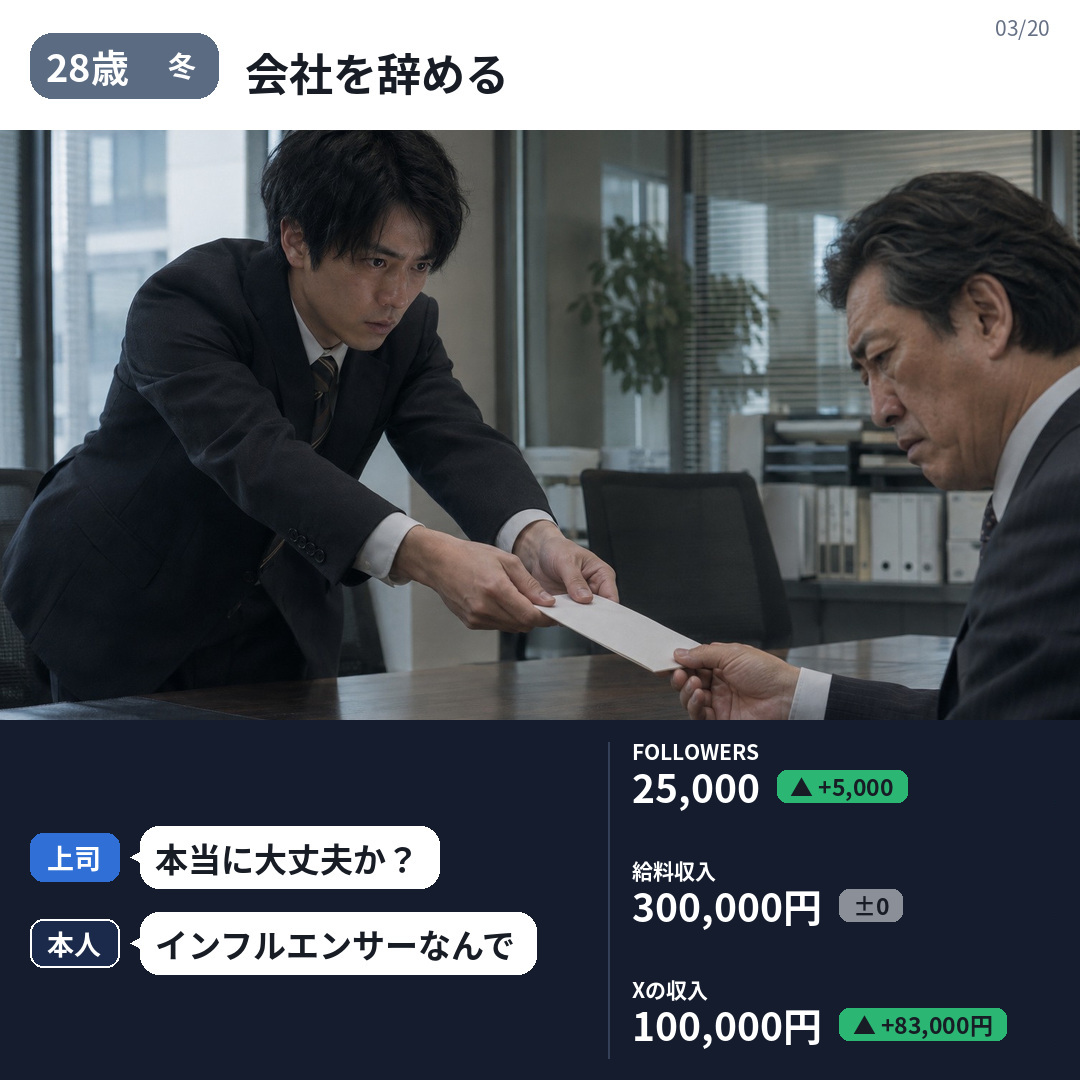 03/20
28歳 冬 会社を辞める
上司 本当に大丈夫か？
本人 インフルエンサーなんで
FOLLOWERS
25,000 ▲ +5,000
給料収入
300,000円 ±0
Xの収入
100,000円 ▲ +83,000円